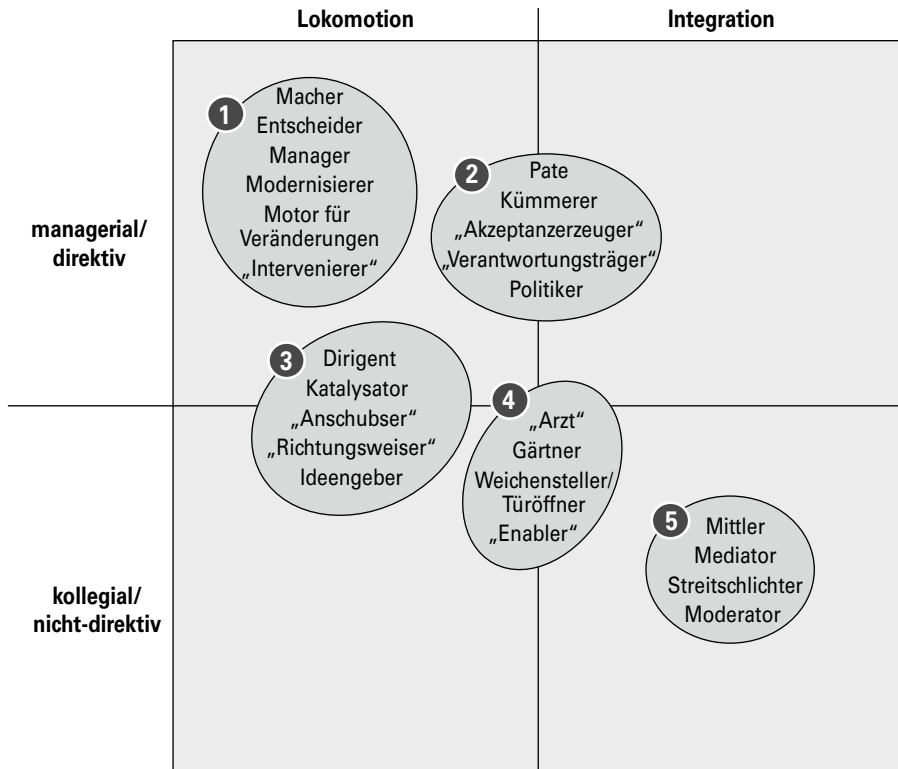 Lokomotion
Integration
managerial/
direktiv
kollegial/
nicht-direktiv
1
Macher
Entscheider
Manager
Modernisierer
Motor für
Veränderungen
„Intervenierer“
2
Pate
Kümmerer
„Akzeptanzerzeuger“
„Verantwortungsträger“
Politiker
3
Dirigent
Katalysator
„Anschubser“
„Richtungsweiser“
Ideengeber
4
„Arzt“
Gärtner
Weichensteller/
Türöffner
„Enabler“
5
Mittler
Mediator
Streitschlichter
Moderator